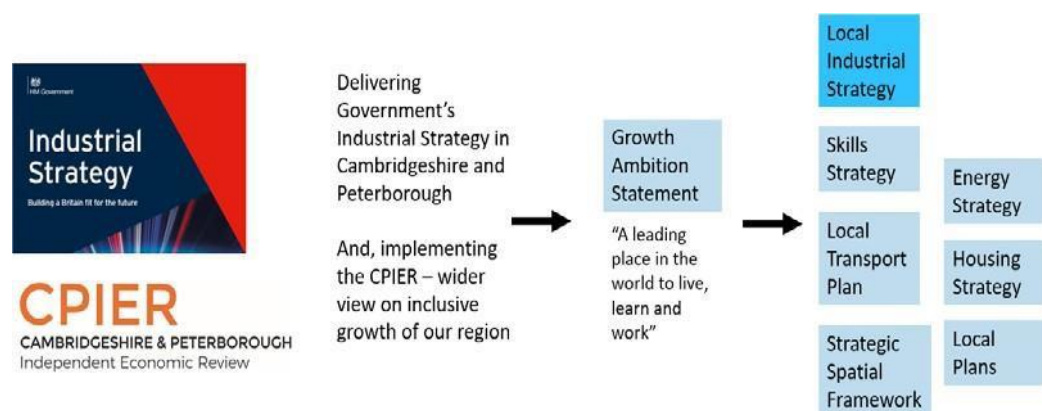 HM Government
Industrial
Strategy
Building a Britain fit for the future
CPIER
CAMBRIDGESHIRE & PETERBOROUGH
Independent Economic Review
Delivering
Government's
Industrial Strategy in
Cambridgeshire and
Peterborough
And, implementing
the CPIER – wider
view on inclusive
growth of our region
Growth
Ambition
Statement
"A leading
place in the
world to live,
learn and
work"
Local
Industrial
Strategy
Skills
Strategy
Local
Transport
Plan
Strategic
Spatial
Framework
Energy
Strategy
Housing
Strategy
Local
Plans